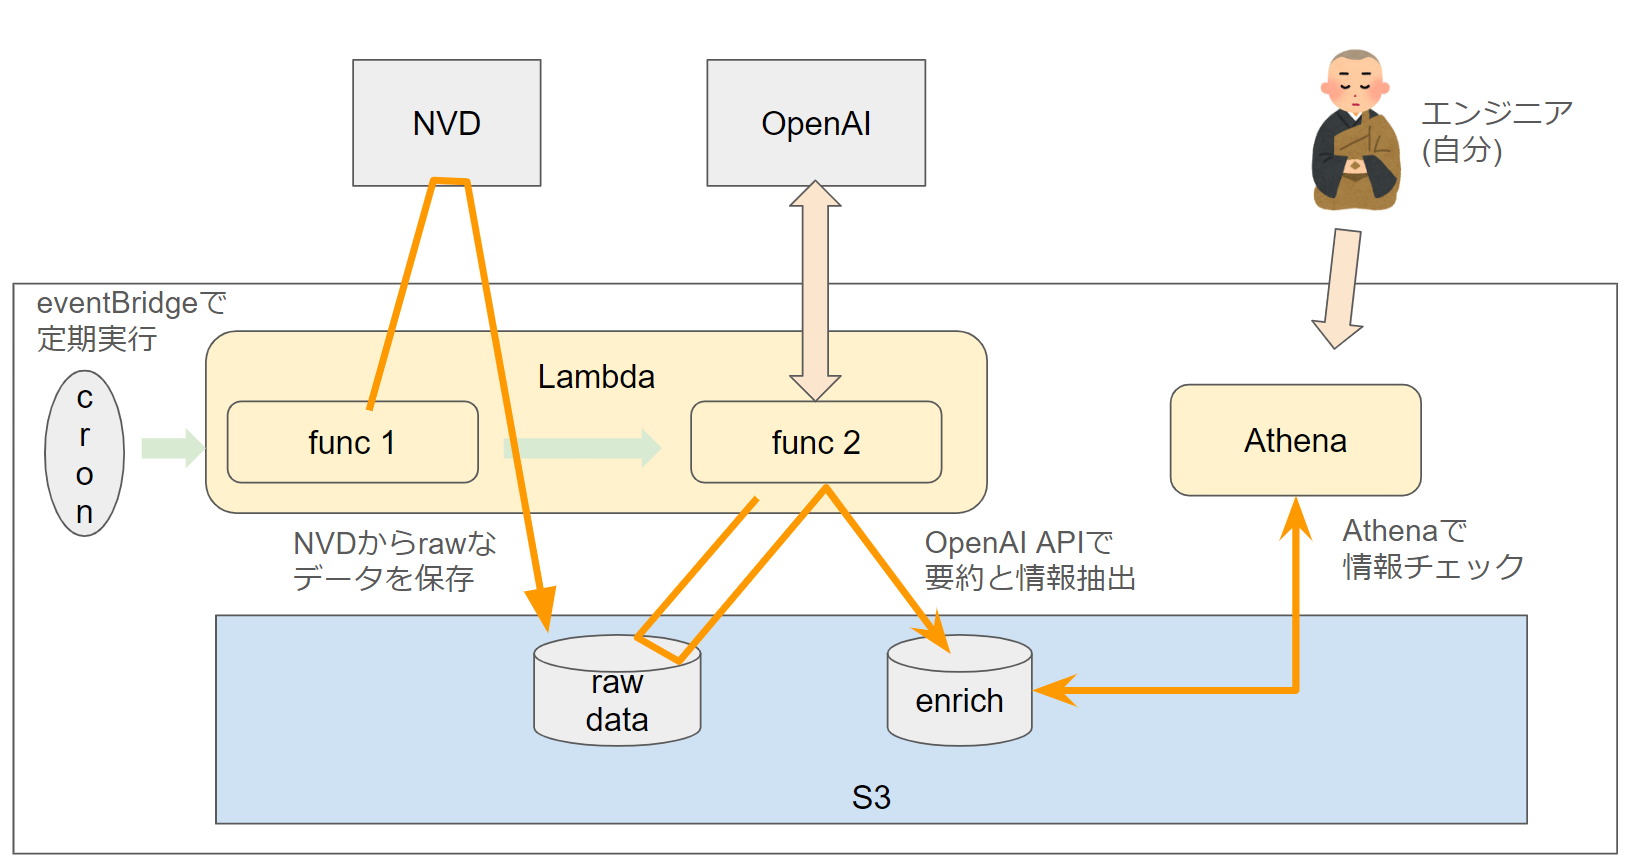 NVD
OpenAI
エンジニア
(自分)
eventBridgeで
定期実行
c
r
o
n
Lambda
func 1
func 2
Athena
NVDからrawな
データを保存
OpenAI APIで
要約と情報抽出
Athenaで
情報チェック
raw
data
enrich
S3